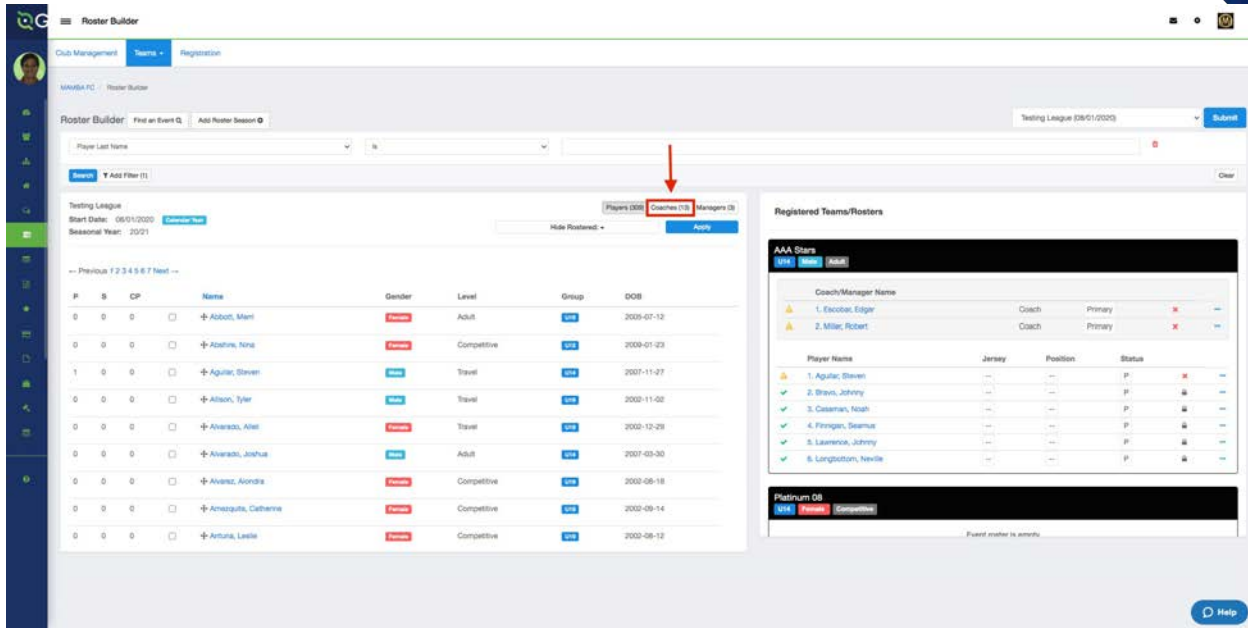 G Roster Builder
Club Management Teams Registration
MAMBA FC / Roster Builder
Roster Builder Find an Event Add Roster Season Testing League (08/01/2020) Submit
Player Last Name Is
Search Add Filter (1) Clear
Testing League Players (309) Coaches (13) Managers (3)
Start Date: 08/01/2020 Calendar Year
Seasonal Year: 20/21
Hide Rostered: Apply
← Previous 1 2 3 4 5 6 7 Next →
P S CP Name Gender Level Group DOB
0 0 0 Abbott, Merri Female Adult 2005-07-12
0 0 0 Abshire, Nina Female Competitive 2009-01-23
1 0 0 Aguilar, Steven Male Travel U14 2007-11-27
0 0 0 Allison, Tyler Male Travel U19 2002-11-02
0 0 0 Alvarado, Female Travel U19 2002-12-29
0 0 0 Alvarado, Joshua Male Adult U14 2007-03-30
0 0 0 Alvarez, Aiondra Female Competitive U19 2002-08-18
0 0 0 Amezquita, Catherine Female Competitive U19 2002-09-14
0 0 0 Antuna, Leslie Female Competitive U19 2002-08-12
Registered Teams/Rosters
AAA Stars
U14 Male Adult
Coach/Manager Name
1. Escobar, Edgar Coach Primary
2. Miller, Robert Coach Primary
Player Name Jersey Position Status
1. Aguilar, Steven -- -- P
2. Bravo, Johnny -- -- P
3. Casaman, Noah -- -- P
4. Finnigan, Seamus -- -- P
5. Lawrence, Johnny -- -- P
6. Longbottom, Neville -- -- P
Platinum 08
U14 Female Competitive
Event roster is empty
Help